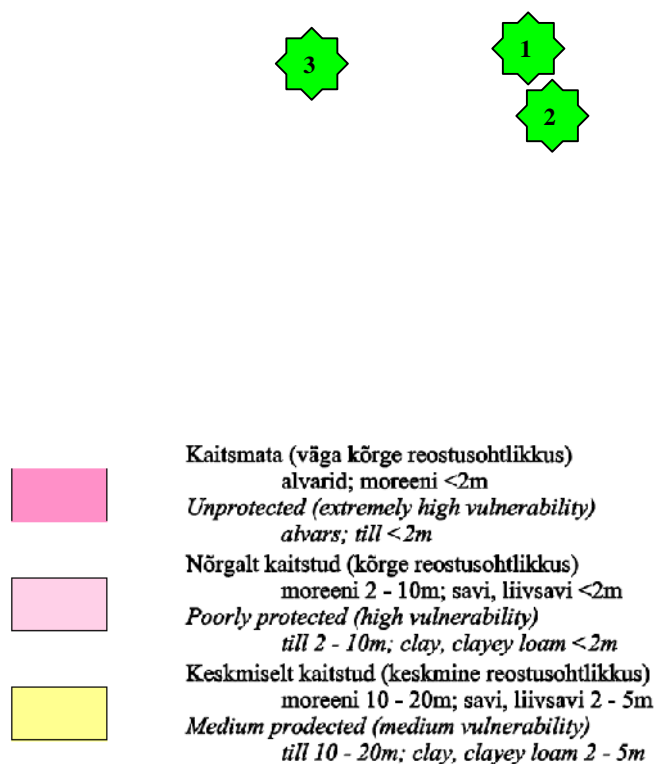 1
3
2
Kaitsmata (väga kõrge reostusohtlikkus)
alvarid; moreeni <2m
Unprotected (extremely high vulnerability)
alvars; till <2m
Nõrgalt kaitstud (kõrge reostusohtlikkus)
moreeni 2 - 10m; savi, liivsavi <2m
Poorly protected (high vulnerability)
till 2 - 10m; clay, clayey loam <2m
Keskmiselt kaitstud (keskmine reostusohtlikkus)
moreeni 10 - 20m; savi, liivsavi 2 - 5m
Medium prodected (medium vulnerability)
till 10 - 20m; clay, clayey loam 2 - 5m